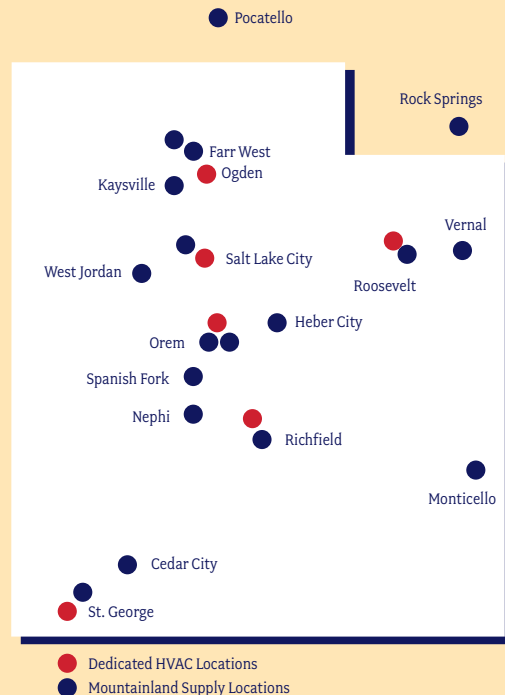 Pocatello
Rock Springs
Farr West
Ogden
Kaysville
Vernal
Salt Lake City
West Jordan
Roosevelt
Heber City
Orem
Spanish Fork
Nephi
Richfield
Monticello
Cedar City
St. George
Dedicated HVAC Locations
Mountainland Supply Locations